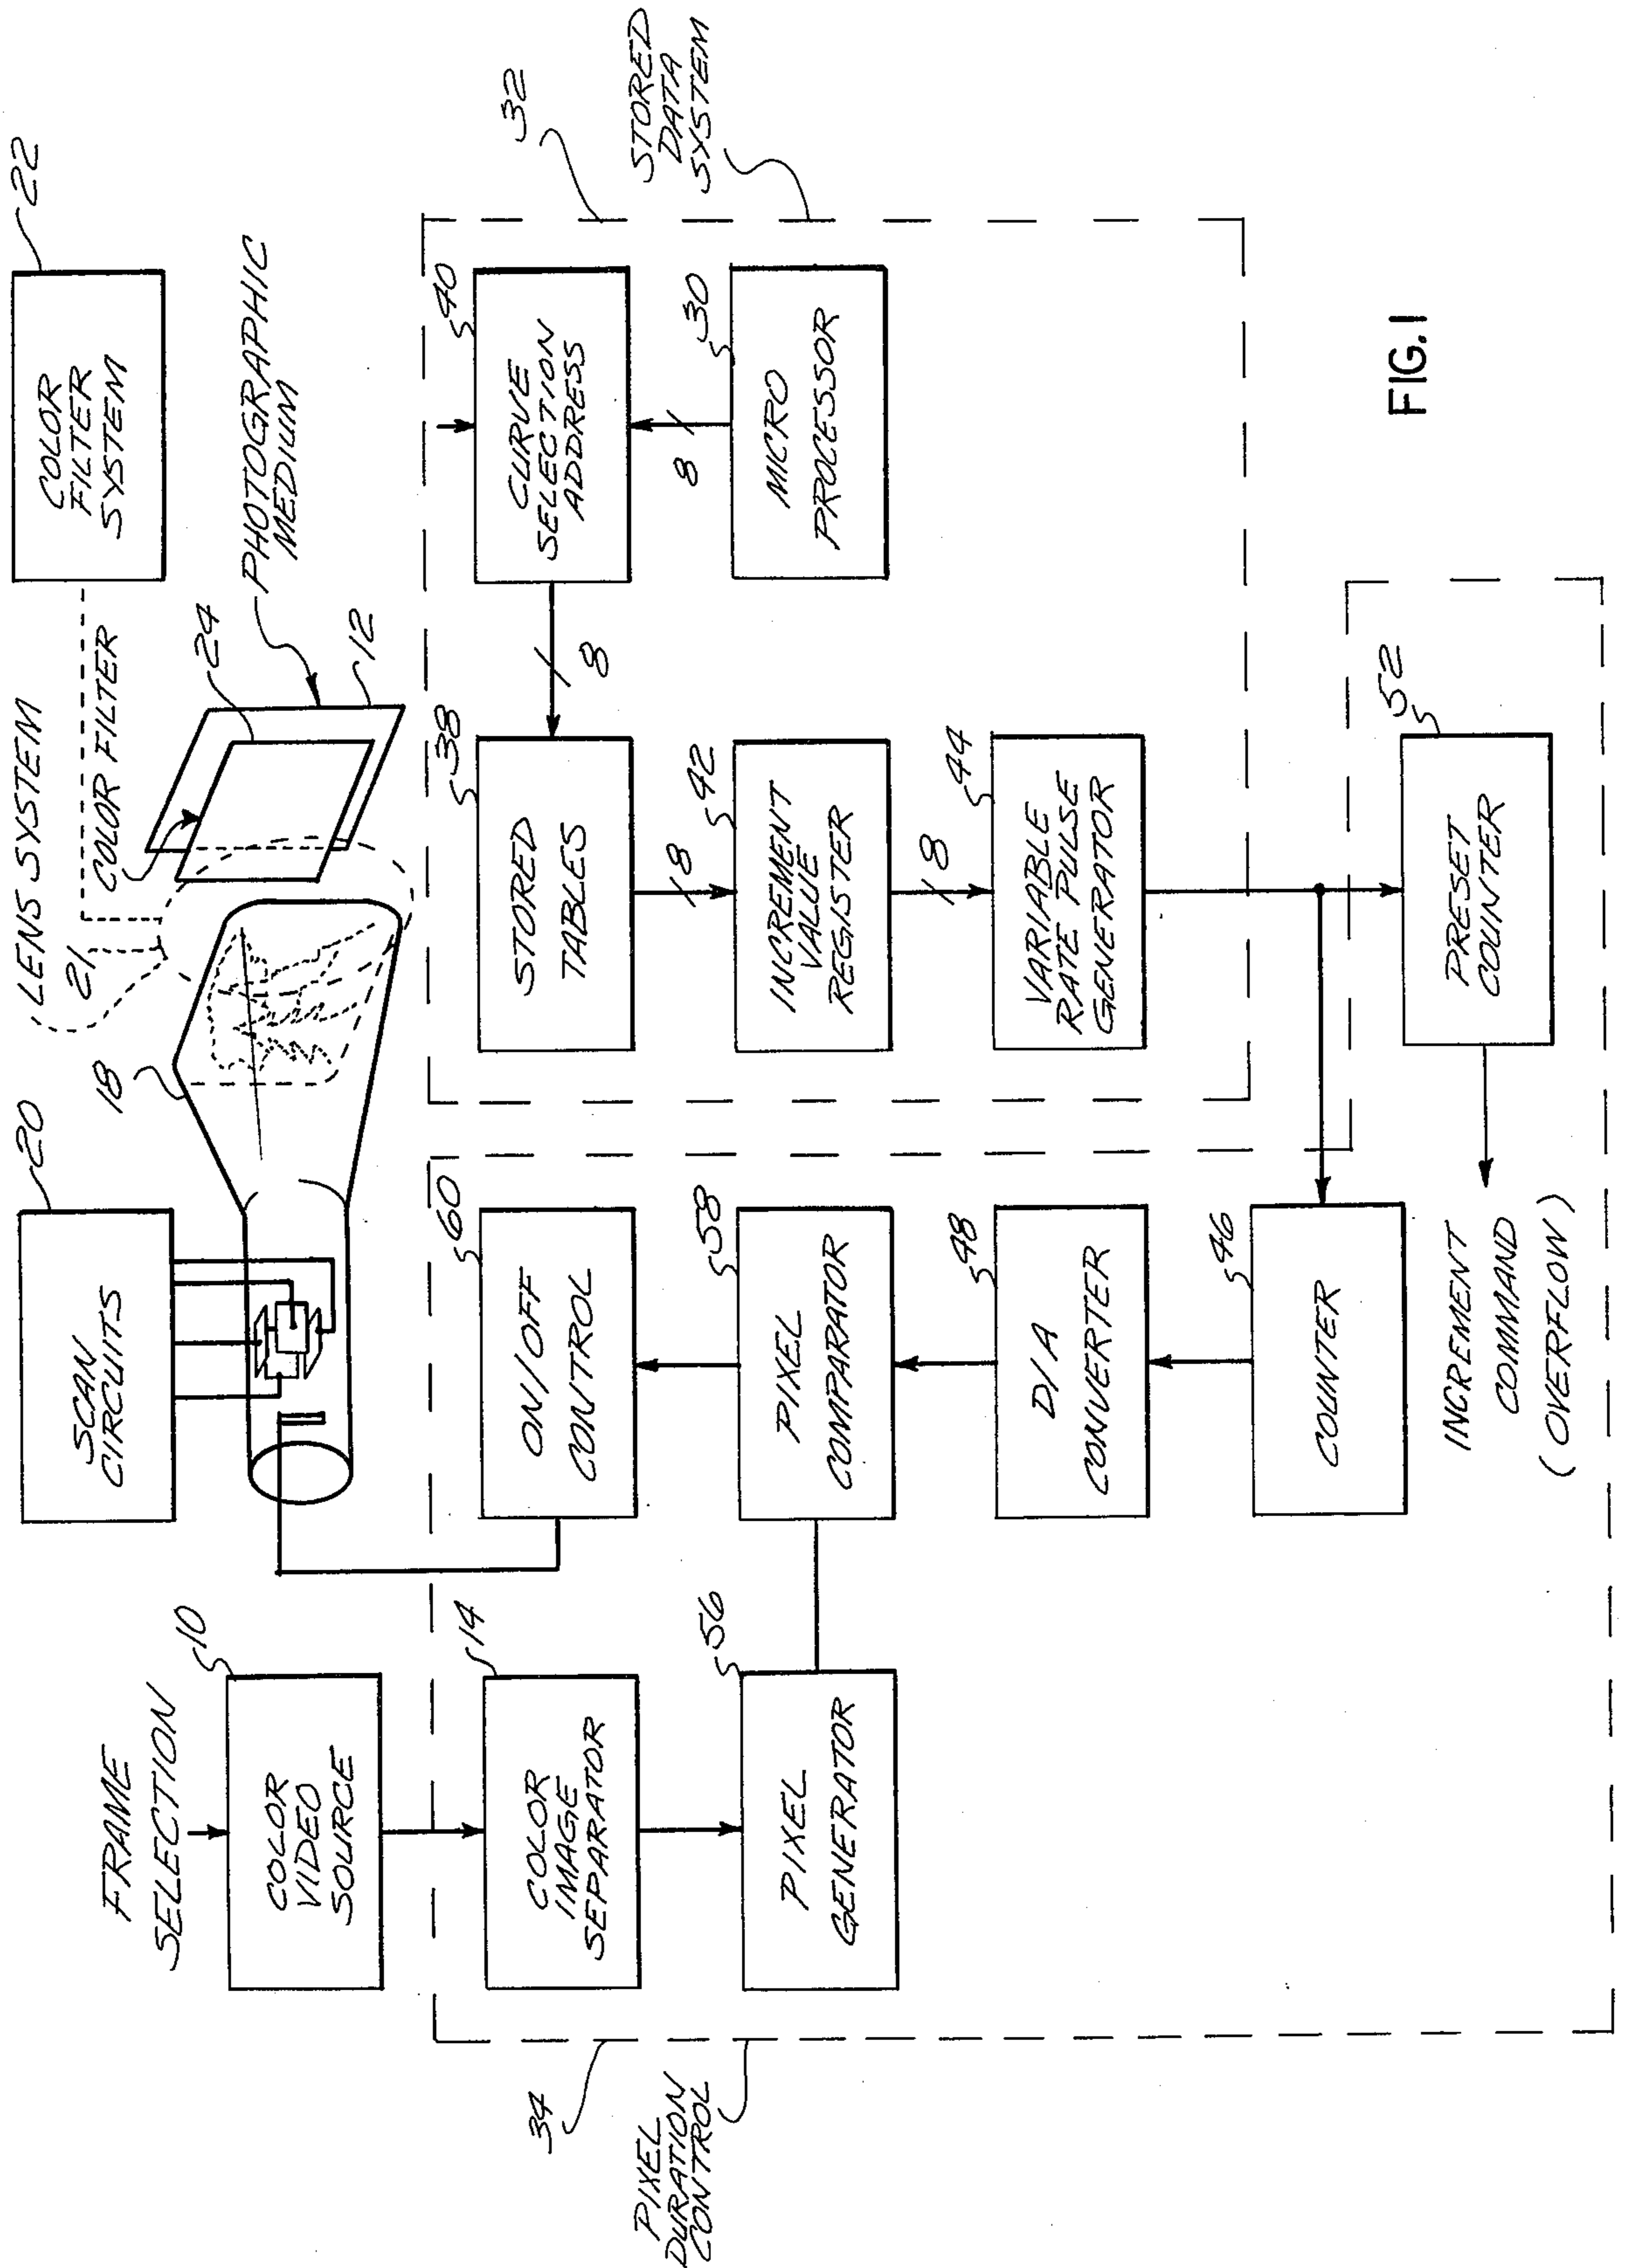 FRAME
SELECTION
10
COLOR
VIDEO
SOURCE
SCAN
CIRCUITS
20
18
LENS SYSTEM
21
COLOR FILTER
24
12
PHOTOGRAPHIC
MEDIUM
COLOR
FILTER
SYSTEM
22
34
PIXEL
DURATION
CONTROL
COLOR
IMAGE
SEPARATOR
14
PIXEL
GENERATOR
56
ON/OFF
CONTROL
60
PIXEL
COMPARATOR
58
D/A
CONVERTER
48
COUNTER
46
INCREMENT
COMMAND
(OVERFLOW)
STORED
TABLES
38
8
INCREMENT
VALUE
REGISTER
42
8
VARIABLE
RATE PULSE
GENERATOR
44
8
PRESET
COUNTER
52
CURVE
SELECTION
ADDRESS
40
8
MICRO
PROCESSOR
30
32
STORED
DATA
SYSTEM
FIG. 1